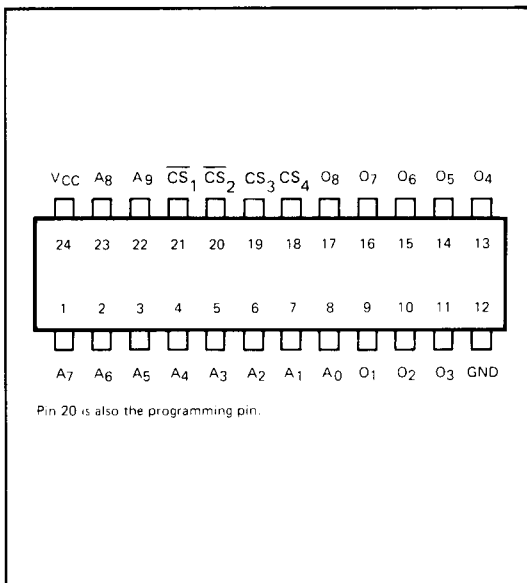 VCC A8 A9 C̅S̅1 C̅S̅2 CS3 CS4 O8 O7 O6 O5 O4
24 23 22 21 20 19 18 17 16 15 14 13
1 2 3 4 5 6 7 8 9 10 11 12
A7 A6 A5 A4 A3 A2 A1 A0 O1 O2 O3 GND
Pin 20 is also the programming pin.